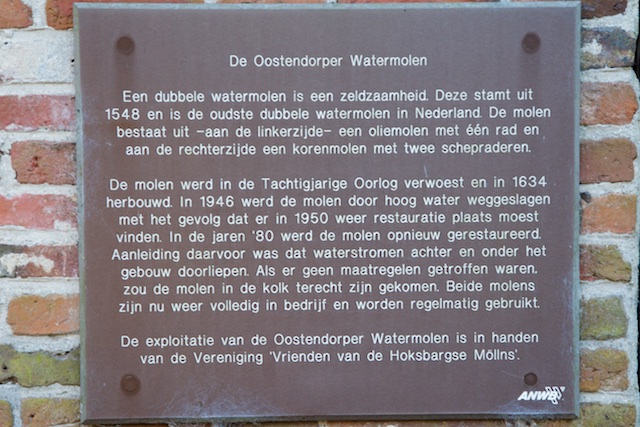 De Oostendorper Watermolen
Een dubbele watermolen is een zeldzaamheid. Deze stamt uit
1548 en is de oudste dubbele watermolen in Nederland. De molen
bestaat uit -aan de linkerzijde- een oliemolen met één rad en
aan de rechterzijde een korenmolen met twee schepraderen.
De molen werd in de Tachtigjarige Oorlog verwoest en in 1634
herbouwd. In 1946 werd de molen door hoog water weggeslagen
met het gevolg dat er in 1950 weer restauratie plaats moest
vinden. In de jaren '80 werd de molen opnieuw gerestaureerd.
Aanleiding daarvoor was dat waterstromen achter en onder het
gebouw doorliepen. Als er geen maatregelen getroffen waren,
zou de molen in de kolk terecht zijn gekomen. Beide molens
zijn nu weer volledig in bedrijf en worden regelmatig gebruikt.
De exploitatie van de Oostendorper Watermolen is in handen
van de Vereniging 'Vrienden van de Hoksbargse Möllns'.
ANWB